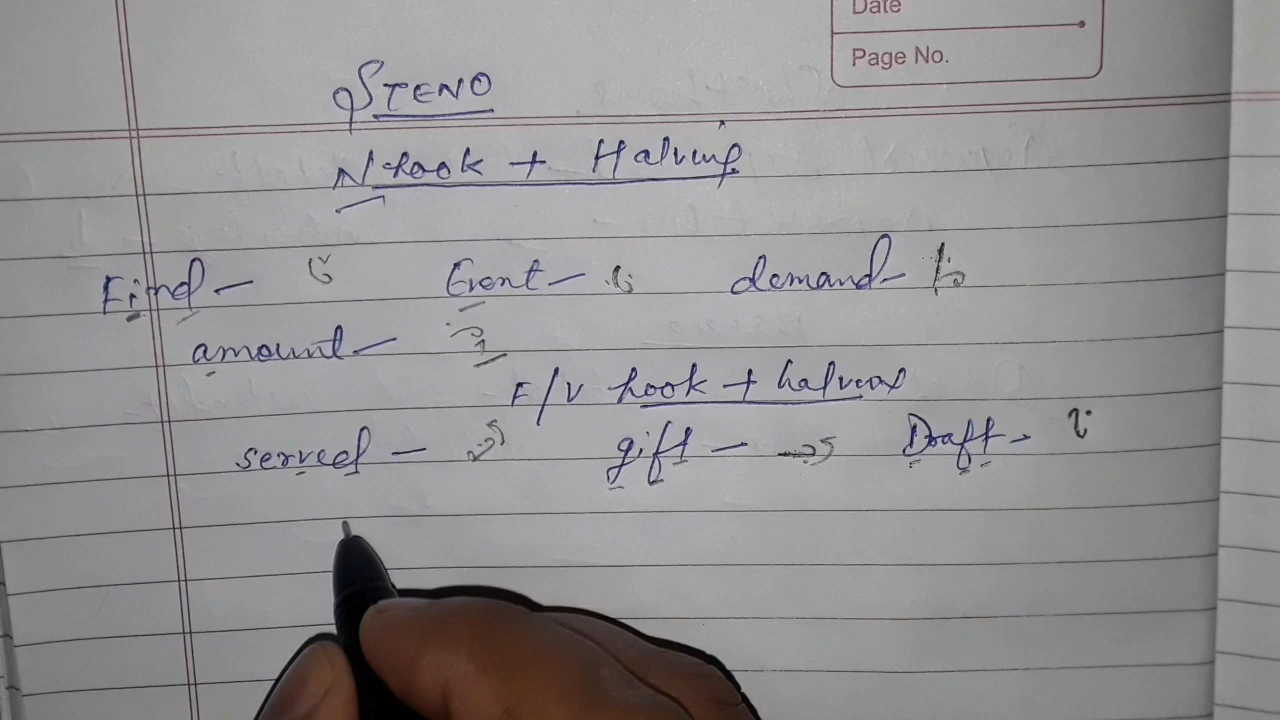 Date
Page No.
STENO
N hook + Halving
Find - Event - demand -
amount -
F/V hook + halving
served - gift - Draft -